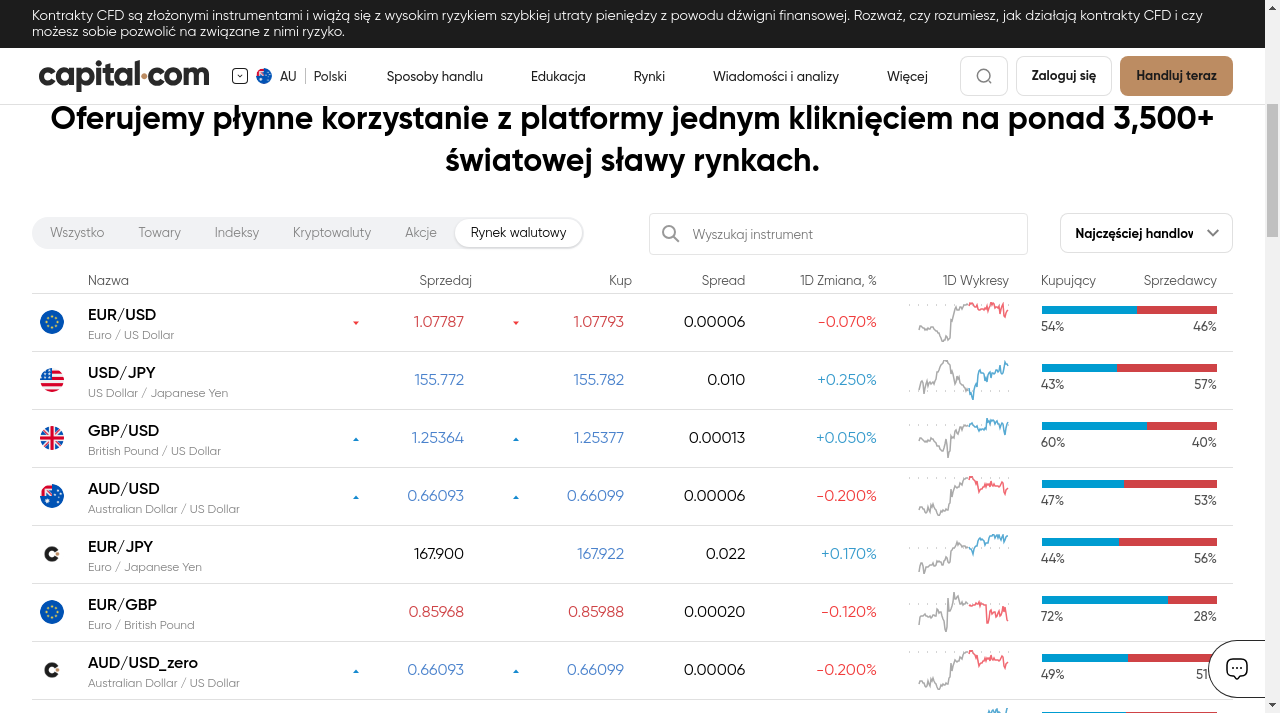 Kontrakty CFD są złożonymi instrumentami i wiążą się z wysokim ryzykiem szybkiej utraty pieniędzy z powodu dźwigni finansowej. Rozważ, czy rozumiesz, jak działają kontrakty CFD i czy
możesz sobie pozwolić na związane z nimi ryzyko.
capital.com AU Polski Sposoby handlu Edukacja Rynki Wiadomości i analizy Więcej Zaloguj się Handluj teraz
Oferujemy płynne korzystanie z platformy jednym kliknięciem na ponad 3,500+
światowej sławy rynkach.
Wszystko Towary Indeksy Kryptowaluty Akcje Rynek walutowy Wyszukaj instrument Najczęściej handlow
Nazwa Sprzedaj Kup Spread 1D Zmiana, % 1D Wykresy Kupujący Sprzedawcy
EUR/USD 1.07787 1.07793 0.00006 -0.070%
Euro / US Dollar 54% 46%
USD/JPY 155.772 155.782 0.010 +0.250%
US Dollar / Japanese Yen 43% 57%
GBP/USD 1.25364 1.25377 0.00013 +0.050%
British Pound / US Dollar 60% 40%
AUD/USD 0.66093 0.66099 0.00006 -0.200%
Australian Dollar / US Dollar 47% 53%
EUR/JPY 167.900 167.922 0.022 +0.170%
Euro / Japanese Yen 44% 56%
EUR/GBP 0.85968 0.85988 0.00020 -0.120%
Euro / British Pound 72% 28%
AUD/USD_zero 0.66093 0.66099 0.00006 -0.200%
Australian Dollar / US Dollar 49% 51